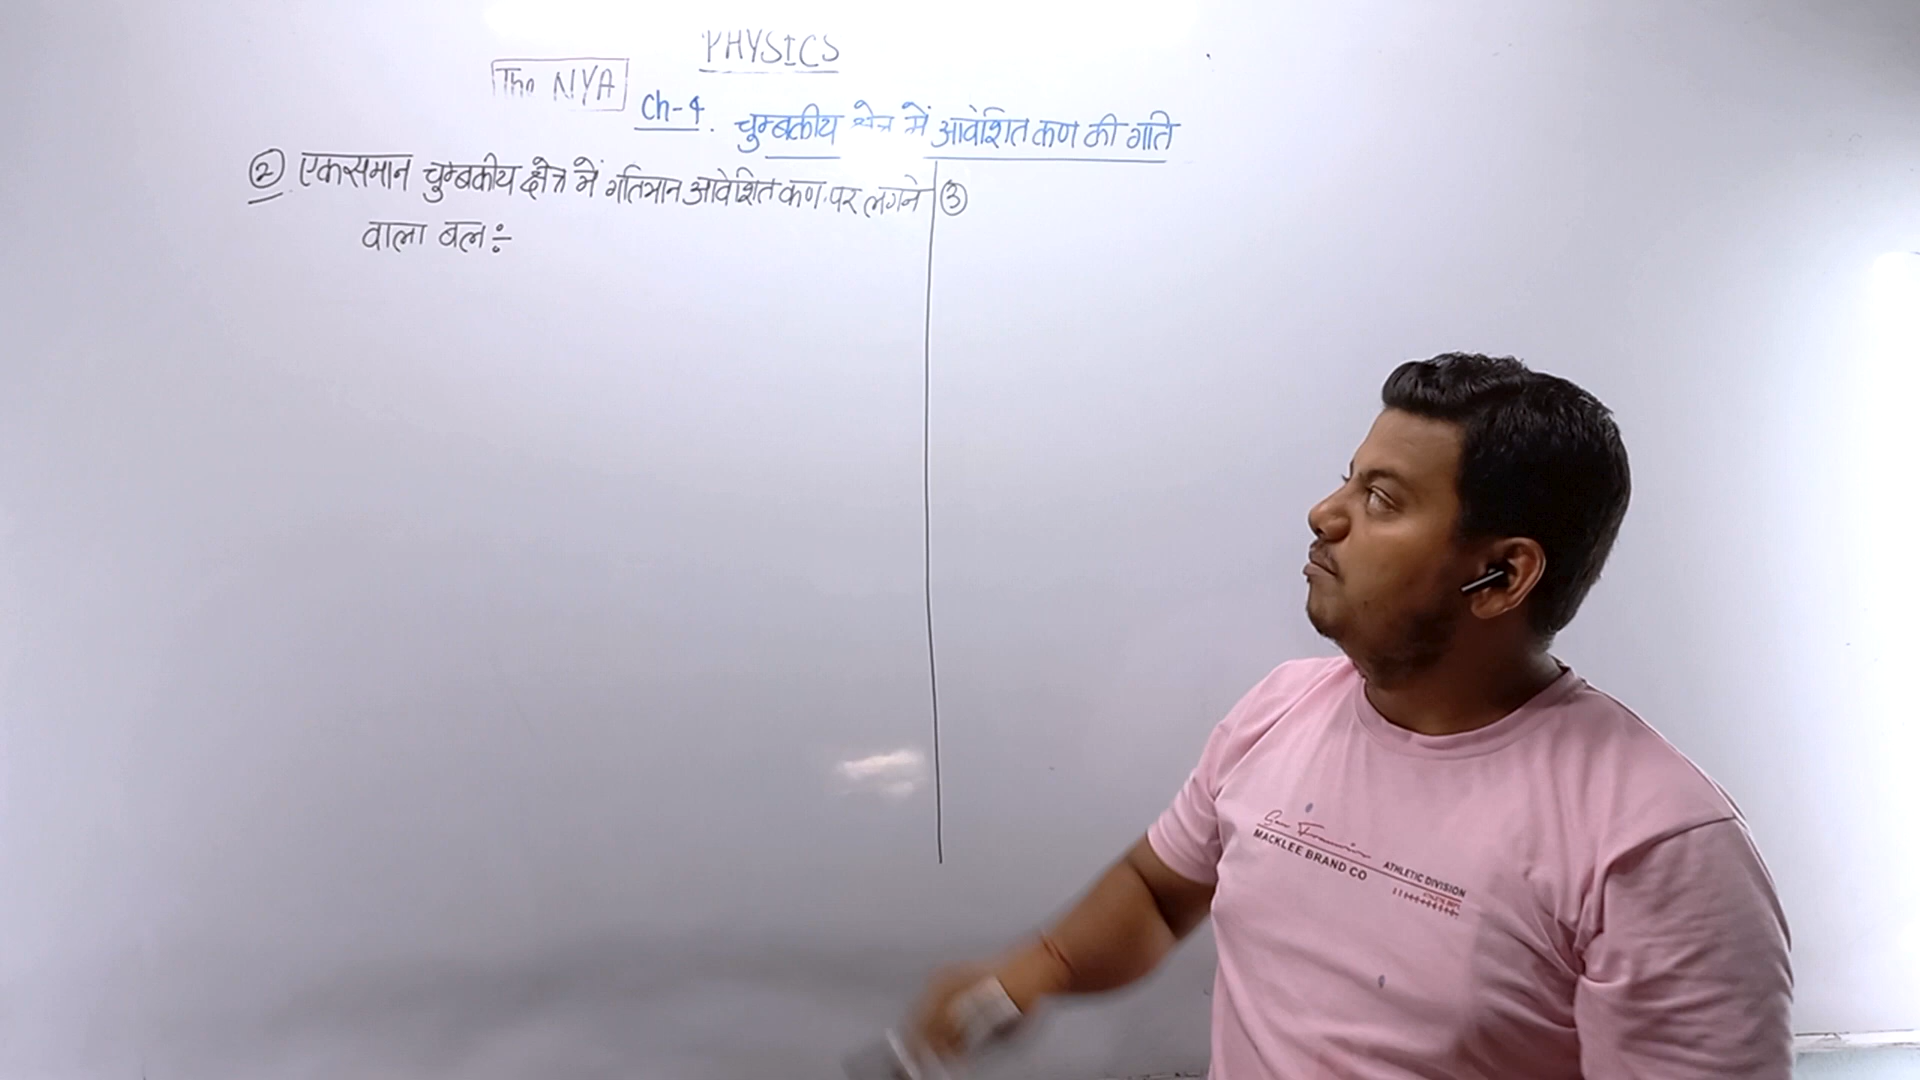 PHYSICS
The NYA
Ch-4. चुम्बकीय क्षेत्र में आवेशित कण की गति
② एकसमान चुम्बकीय क्षेत्र में गतिमान आवेशित कण पर लगने
वाला बल ÷
③
MACKLEE BRAND CO
ATHLETIC DIVISION